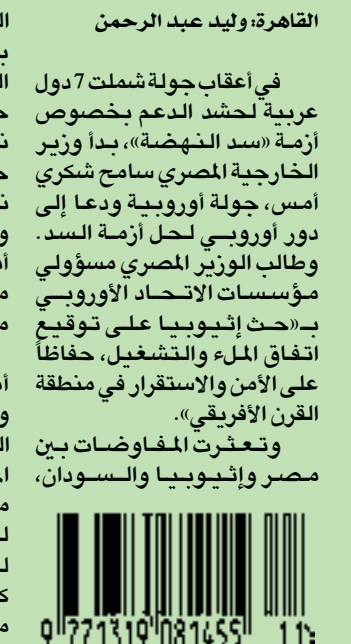 القاهرة: وليد عبد الرحمن
في أعقاب جولة شملت 7 دول
عربية لحشد الدعم بخصوص
أزمة «سد النهضة»، بدأ وزير
الخارجية المصري سامح شكري
أمس، جولة أوروبية ودعا إلى
دور أوروبي لحل أزمة السد.
وطالب الوزير المصري مسؤولي
مؤسسات الاتحاد الأوروبي
بـ«حث إثيوبيا على توقيع
اتفاق الملء والتشغيل، حفاظاً
على الأمن والاستقرار في منطقة
القرن الأفريقي».
وتعثرت المفاوضات بين
مصر وإثيوبيا والسودان،
9 771319 081455